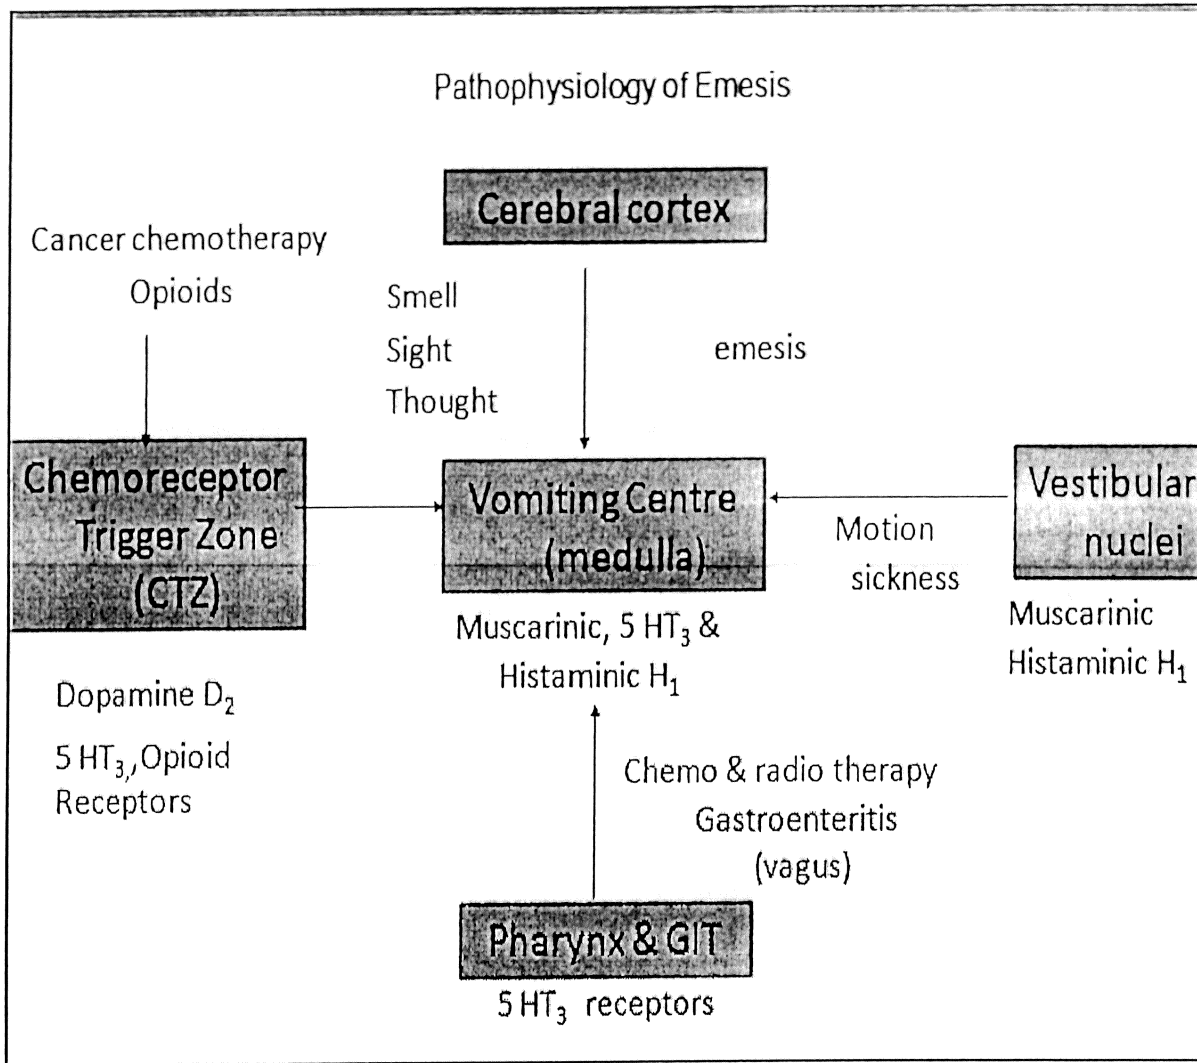 Pathophysiology of Emesis
Cerebral cortex
Cancer chemotherapy
Opioids
Smell
Sight
Thought
emesis
Chemoreceptor
Trigger Zone
(CTZ)
Vomiting Centre
(medulla)
Motion
sickness
Vestibular
nuclei
Muscarinic, 5 HT₃ &
Histaminic H₁
Muscarinic
Histaminic H₁
Dopamine D₂
5 HT₃,, Opioid
Receptors
Chemo & radio therapy
Gastroenteritis
(vagus)
Pharynx & GIT
5 HT₃ receptors